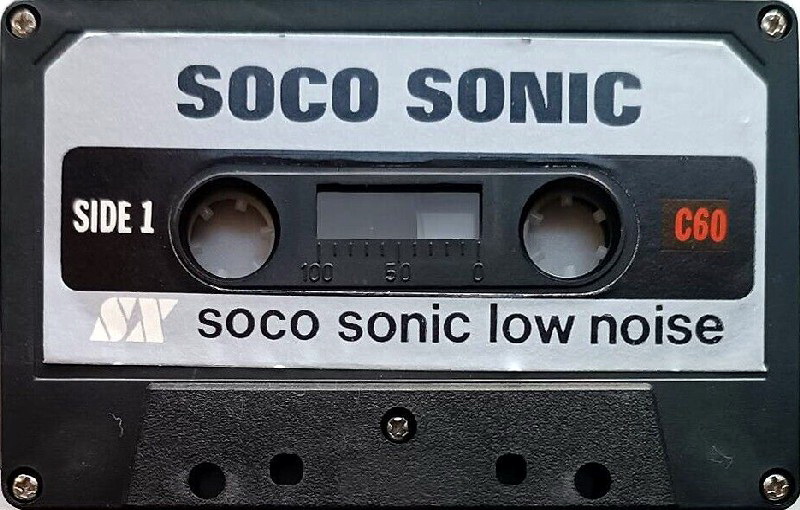 SOCO SONIC
SIDE 1
C60
100 50 0
SX soco sonic low noise